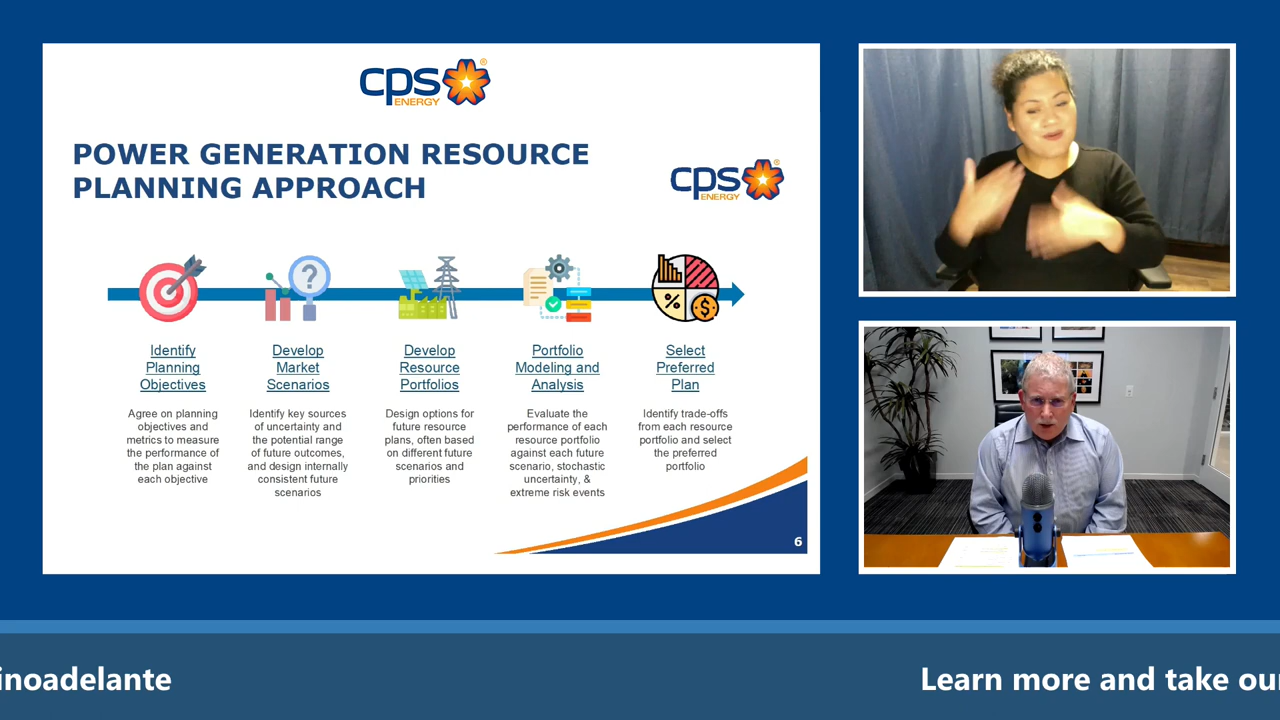 cps
ENERGY
POWER GENERATION RESOURCE
PLANNING APPROACH
cps
ENERGY
?
%
$
Identify
Planning
Objectives
Agree on planning
objectives and
metrics to measure
the performance of
the plan against
each objective
Develop
Market
Scenarios
Identify key sources
of uncertainty and
the potential range
of future outcomes,
and design internally
consistent future
scenarios
Develop
Resource
Portfolios
Design options for
future resource
plans, often based
on different future
scenarios and
priorities
Portfolio
Modeling and
Analysis
Evaluate the
performance of each
resource portfolio
against each future
scenario, stochastic
uncertainty, &
extreme risk events
Select
Preferred
Plan
Identify trade-offs
from each resource
portfolio and select
the preferred
portfolio
6
inoadelante
Learn more and take our